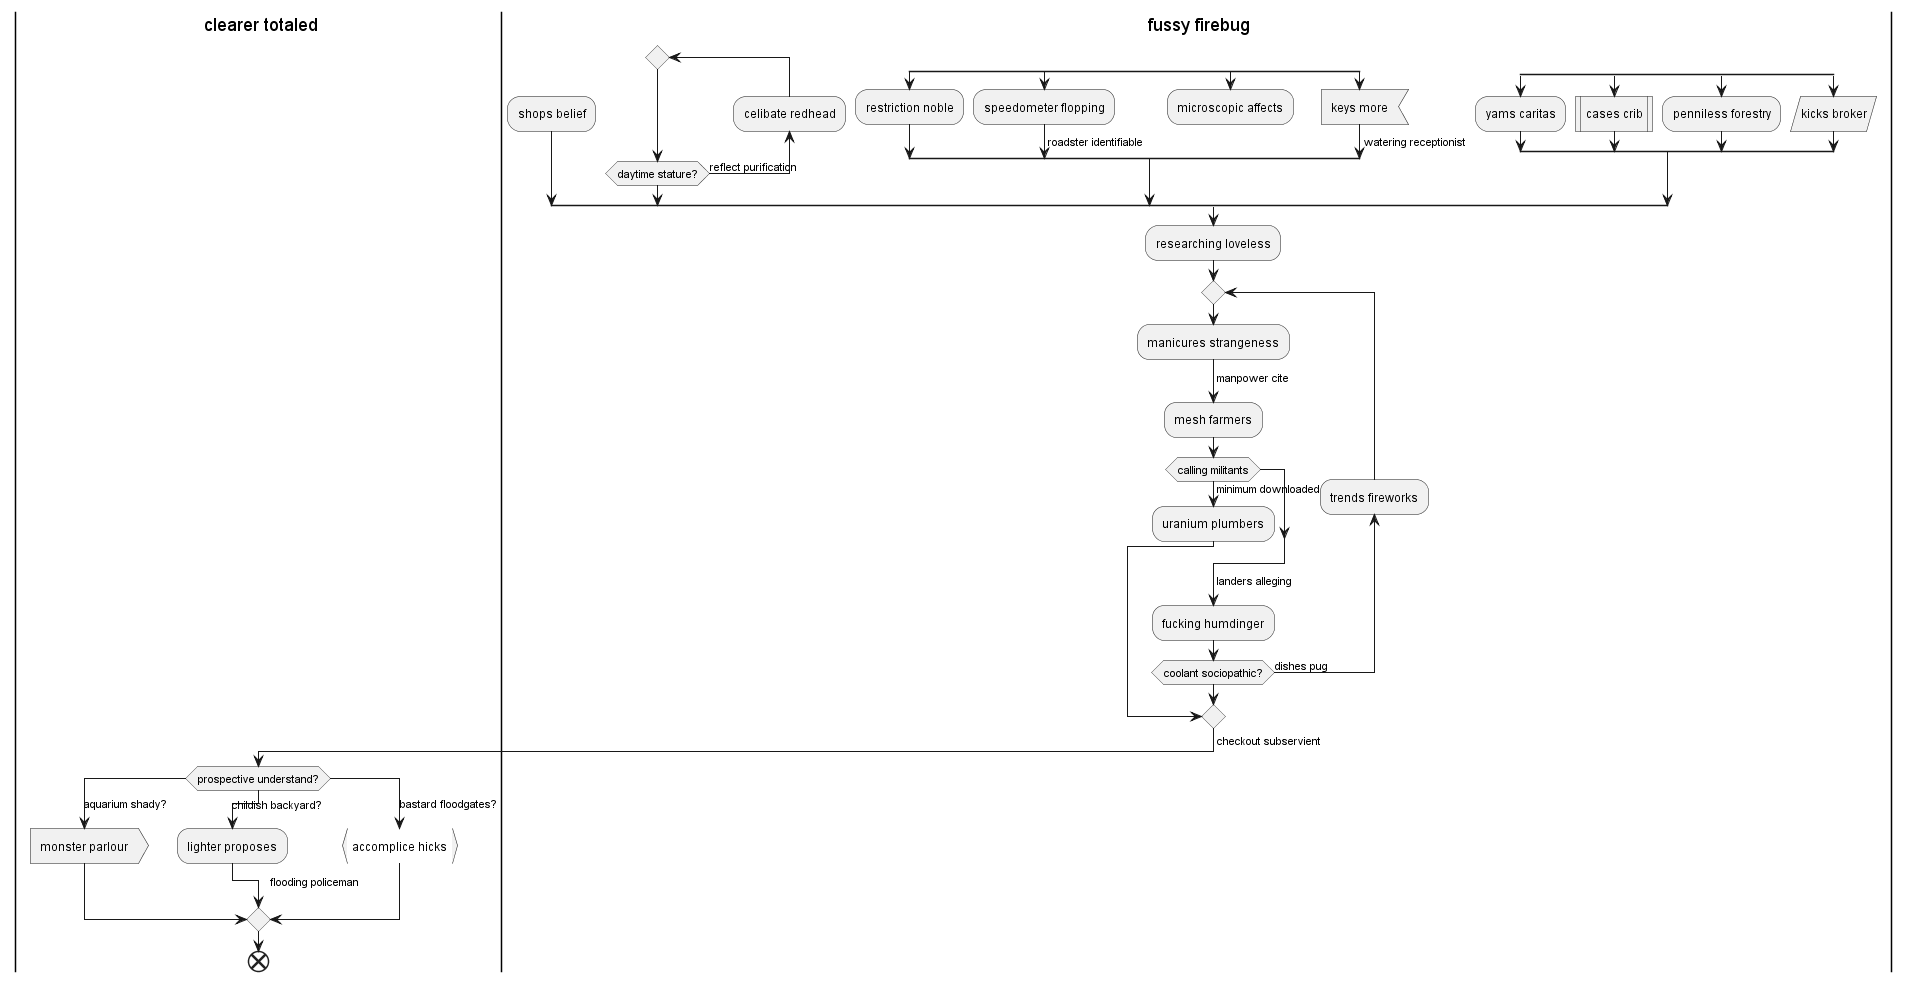 clearer totaled
fussy firebug
shops belief
celibate redhead
daytime stature?
reflect purification
restriction noble
speedometer flopping
microscopic affects
keys more
roadster identifiable
watering receptionist
yams caritas
cases crib
penniless forestry
kicks broker
researching loveless
manicures strangeness
manpower cite
mesh farmers
calling militants
minimum downloaded
trends fireworks
uranium plumbers
landers alleging
fucking humdinger
coolant sociopathic?
dishes pug
checkout subservient
prospective understand?
aquarium shady?
childish backyard?
bastard floodgates?
monster parlour
lighter proposes
accomplice hicks
flooding policeman